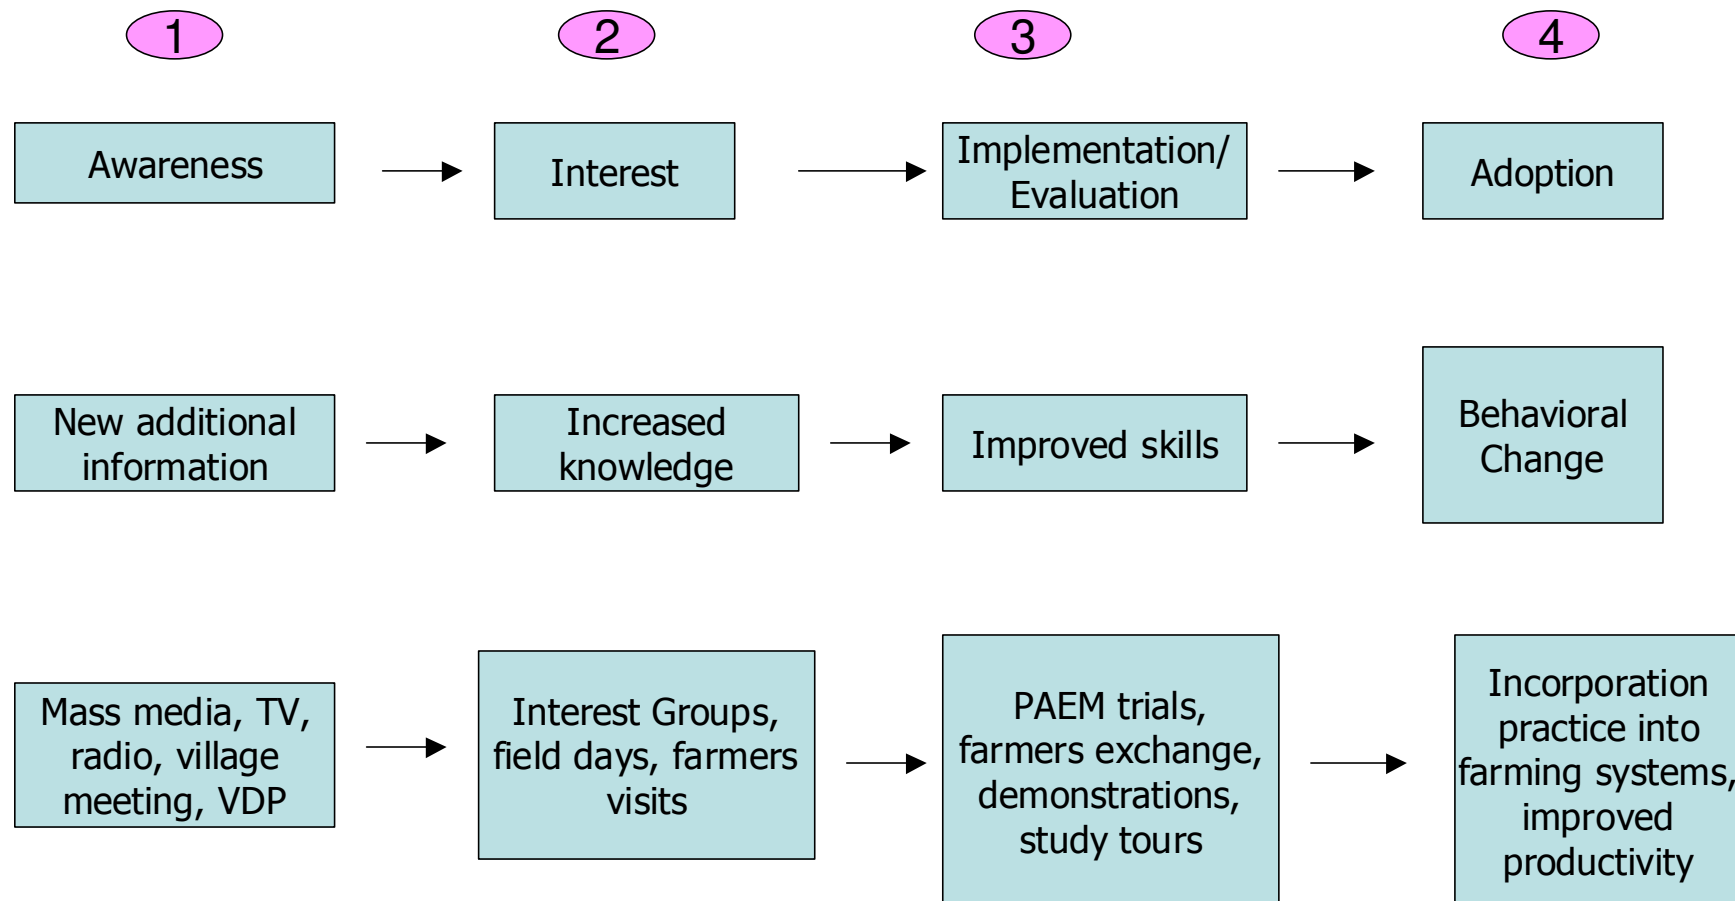 1
2
3
4
Awareness
Interest
Implementation/
Evaluation
Adoption
New additional
information
Increased
knowledge
Improved skills
Behavioral
Change
Mass media, TV,
radio, village
meeting, VDP
Interest Groups,
field days, farmers
visits
PAEM trials,
farmers exchange,
demonstrations,
study tours
Incorporation
practice into
farming systems,
improved
productivity